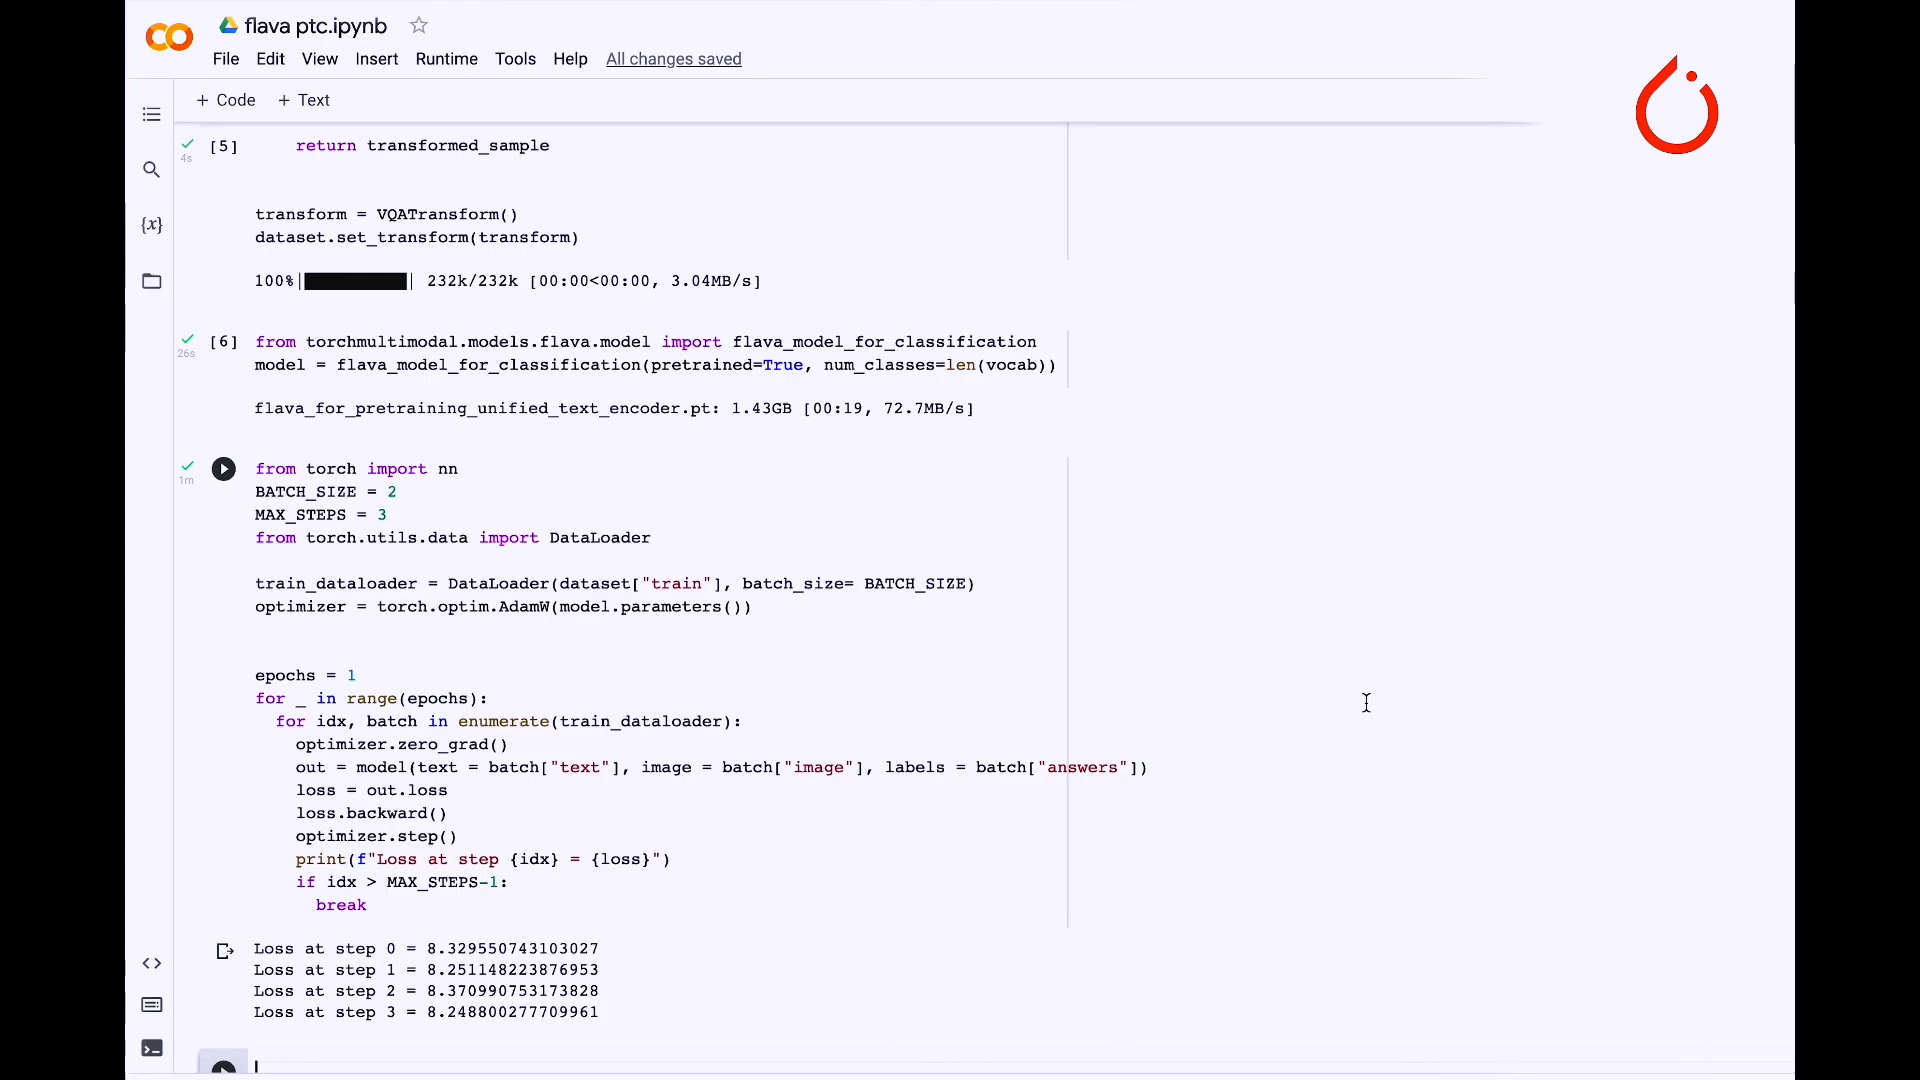 flava ptc.ipynb
File Edit View Insert Runtime Tools Help All changes saved
+ Code + Text
4s [5] return transformed_sample
transform = VQATransform()
dataset.set_transform(transform)
100%| | 232k/232k [00:00<00:00, 3.04MB/s]
26s [6] from torchmultimodal.models.flava.model import flava_model_for_classification
model = flava_model_for_classification(pretrained=True, num_classes=len(vocab))
flava_for_pretraining_unified_text_encoder.pt: 1.43GB [00:19, 72.7MB/s]
1m from torch import nn
BATCH_SIZE = 2
MAX_STEPS = 3
from torch.utils.data import DataLoader
train_dataloader = DataLoader(dataset["train"], batch_size= BATCH_SIZE)
optimizer = torch.optim.AdamW(model.parameters())
epochs = 1
for _ in range(epochs):
for idx, batch in enumerate(train_dataloader):
optimizer.zero_grad()
out = model(text = batch["text"], image = batch["image"], labels = batch["answers"])
loss = out.loss
loss.backward()
optimizer.step()
print(f"Loss at step {idx} = {loss}")
if idx > MAX_STEPS-1:
break
Loss at step 0 = 8.329550743103027
Loss at step 1 = 8.251148223876953
Loss at step 2 = 8.370990753173828
Loss at step 3 = 8.248800277709961